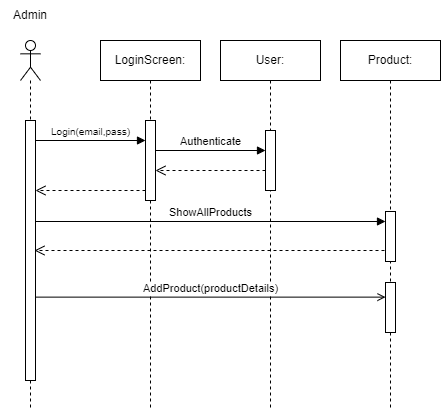 Admin
LoginScreen:
User:
Product:
Login(email,pass)
Authenticate
ShowAllProducts
AddProduct(productDetails)